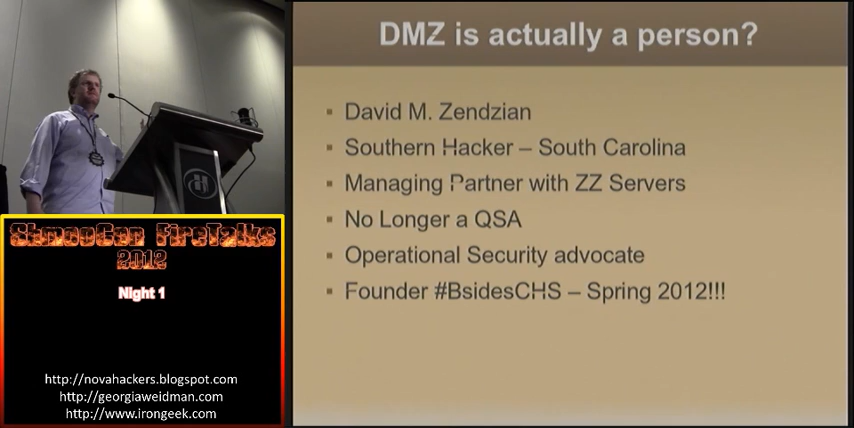 DMZ is actually a person?
David M. Zendzian
Southern Hacker – South Carolina
Managing Partner with ZZ Servers
No Longer a QSA
Operational Security advocate
Founder #BsidesCHS – Spring 2012!!!
ShmooCon FireTalks
2012
Night 1
http://novahackers.blogspot.com
http://georgiaweidman.com
http://www.irongeek.com